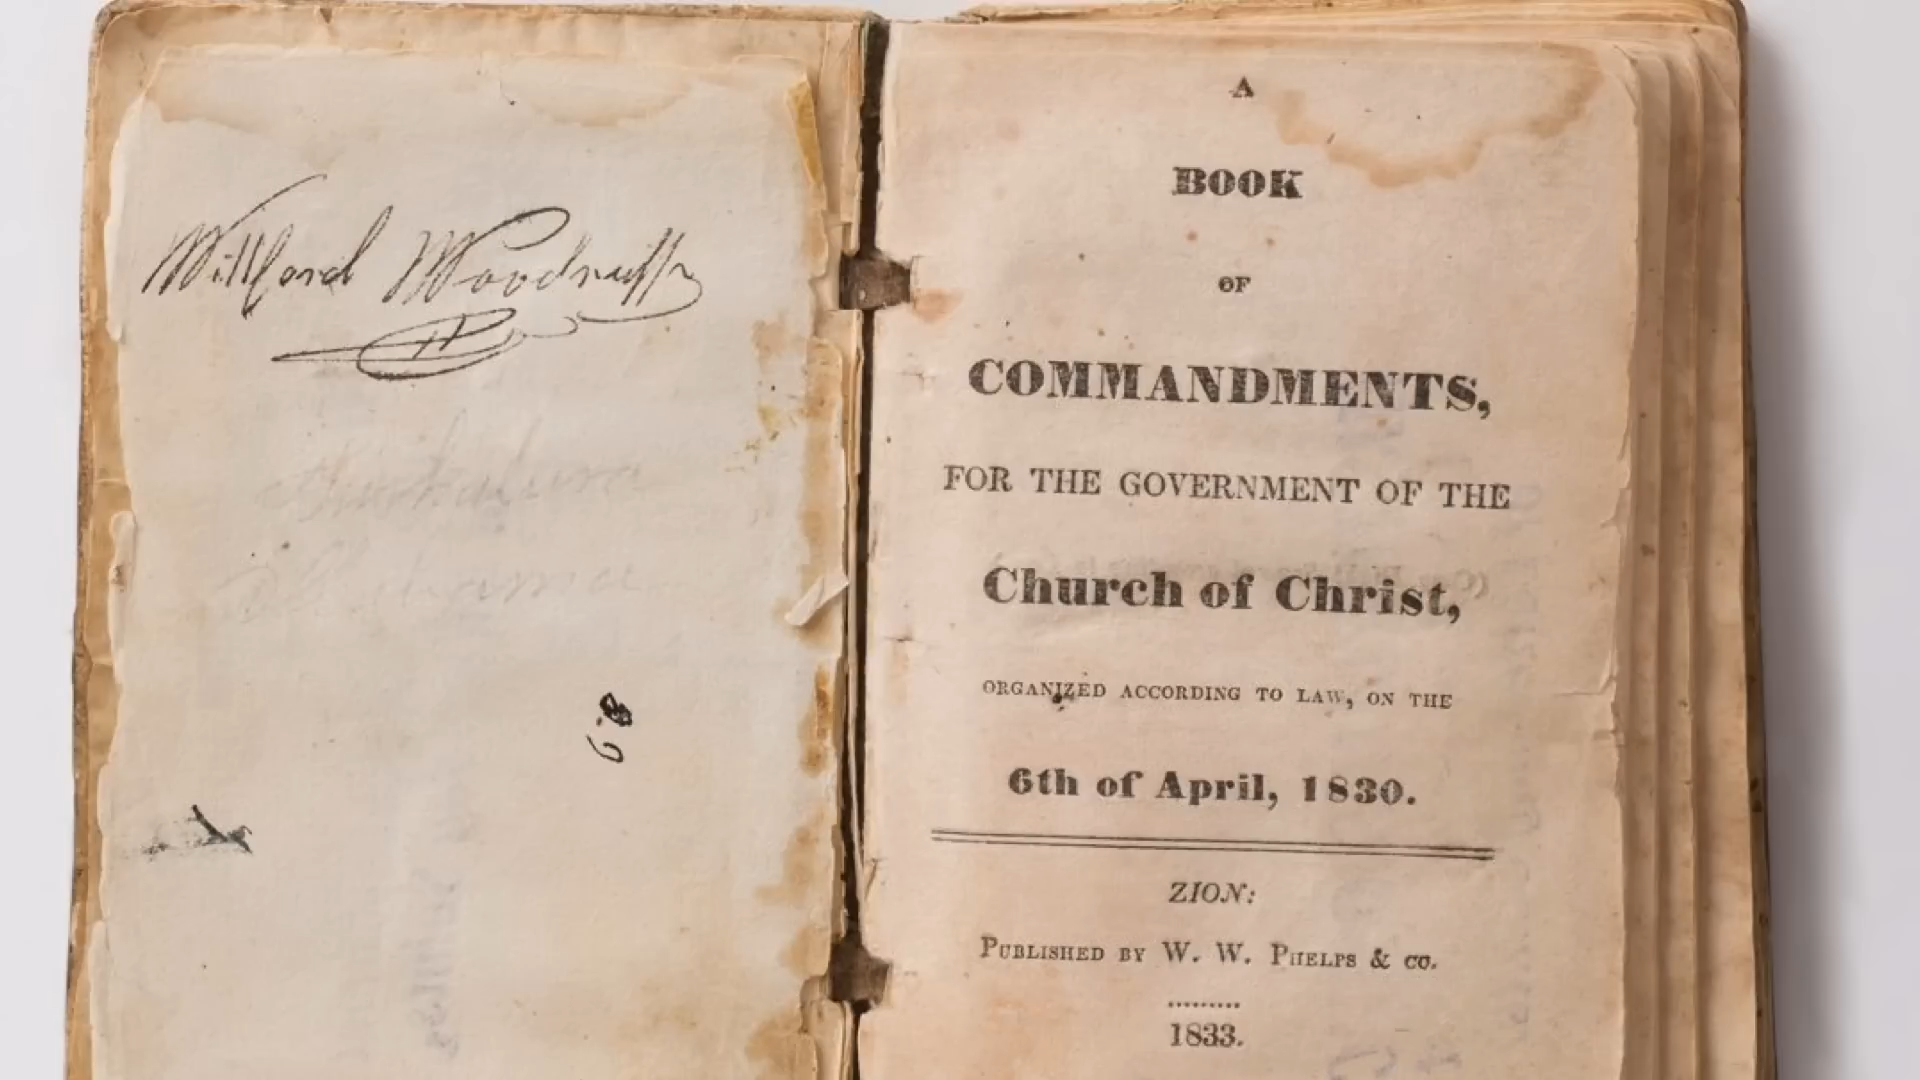 Willford Woodruff
A
BOOK
OF
COMMANDMENTS,
FOR THE GOVERNMENT OF THE
Church of Christ,
ORGANIZED ACCORDING TO LAW, ON THE
6th of April, 1830.
ZION:
PUBLISHED BY W. W. PHELPS & CO.
.........
1833.